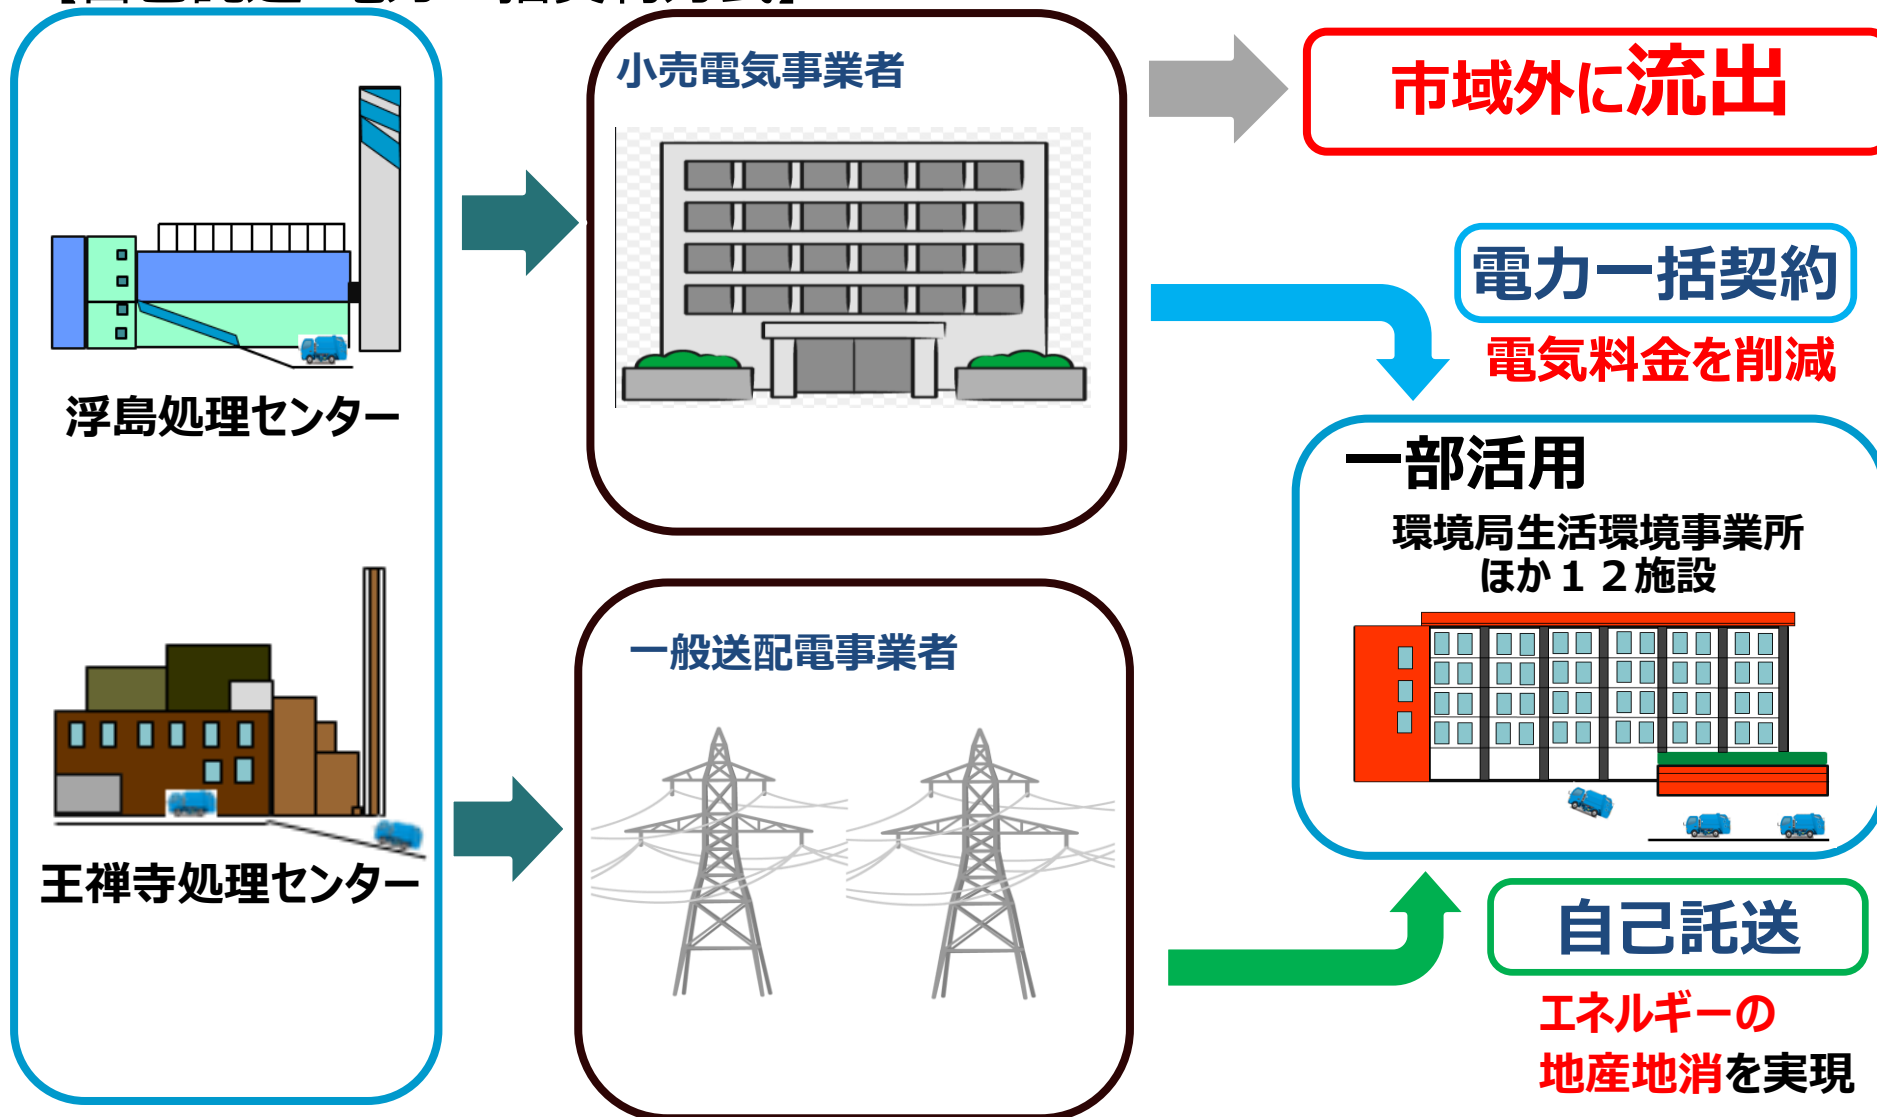 小売電気事業者
市域外に流出
電力一括契約
電気料金を削減
浮島処理センター
一部活用
環境局生活環境事業所
ほか１２施設
一般送配電事業者
王禅寺処理センター
自己託送
エネルギーの
地産地消を実現